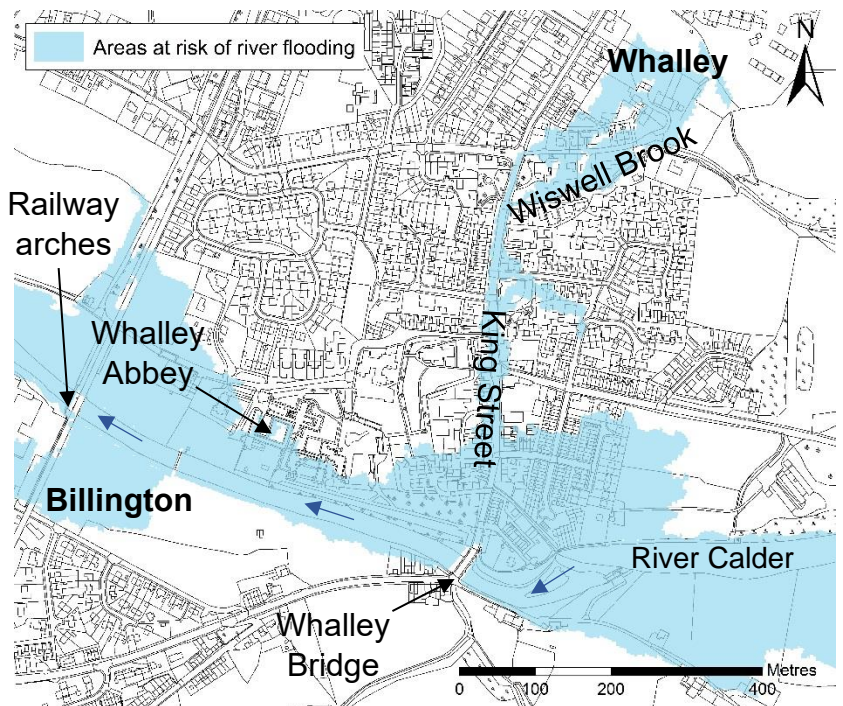 Areas at risk of river flooding
N
Whalley
Wiswell Brook
Railway
arches
Whalley
Abbey
King Street
Billington
River Calder
Whalley
Bridge
Metres
0 100 200 400